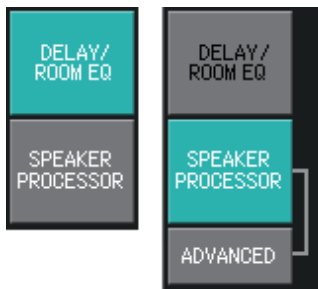 DELAY/
ROOM EQ
SPEAKER
PROCESSOR
DELAY/
ROOM EQ
SPEAKER
PROCESSOR
ADVANCED